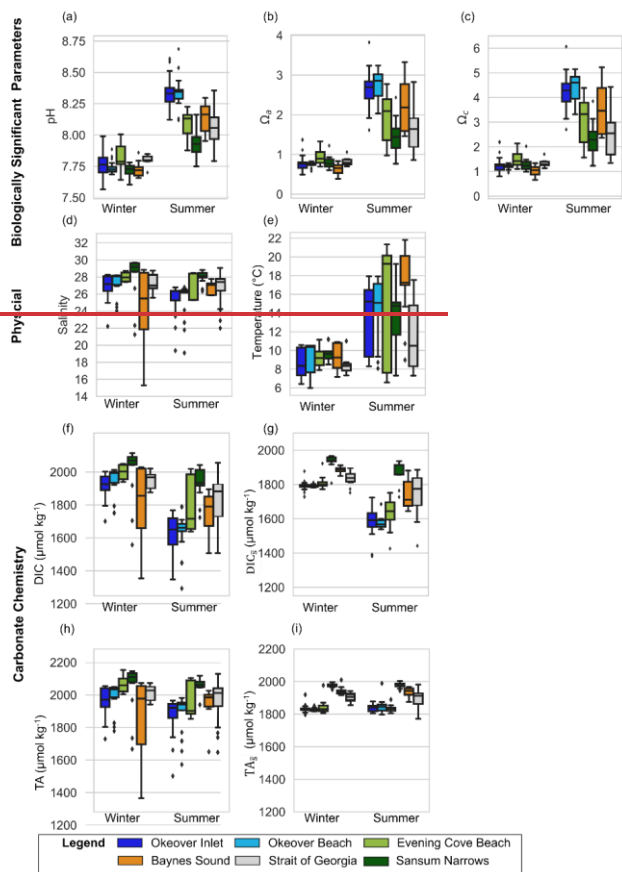 Biologically Significant Parameters
(a)
8.75
8.50
8.25
8.00
7.75
7.50
pH
Winter Summer
(b)
4
3
2
1
0
Ωa
Winter Summer
(c)
6
5
4
3
2
1
0
Ωc
Winter Summer
Physcial
(d)
32
30
28
26
24
22
20
18
16
14
Salinity
Winter Summer
(e)
22
20
18
16
14
12
10
8
6
Temperature (°C)
Winter Summer
Carbonate Chemistry
(f)
2000
1800
1600
1400
1200
DIC (μmol kg⁻¹)
Winter Summer
(g)
2000
1800
1600
1400
1200
(μmol kg⁻¹)
Winter Summer
(h)
2200
2000
1800
1600
1400
1200
TA (μmol kg⁻¹)
Winter Summer
(i)
2200
2000
1800
1600
1400
1200
(μmol kg⁻¹)
Winter Summer
Legend Okeover Inlet Okeover Beach Evening Cove Beach
Baynes Sound Strait of Georgia Sansum Narrows